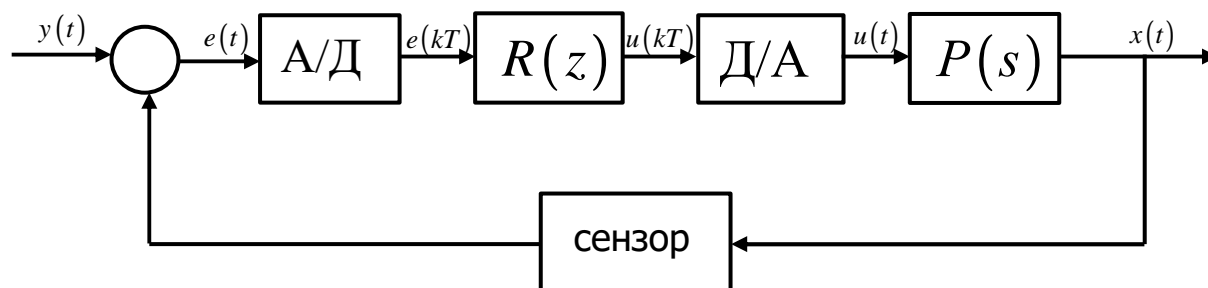 y(t) e(t) А/Д e(kT) R(z) u(kT) Д/А u(t) P(s) x(t)
сензор